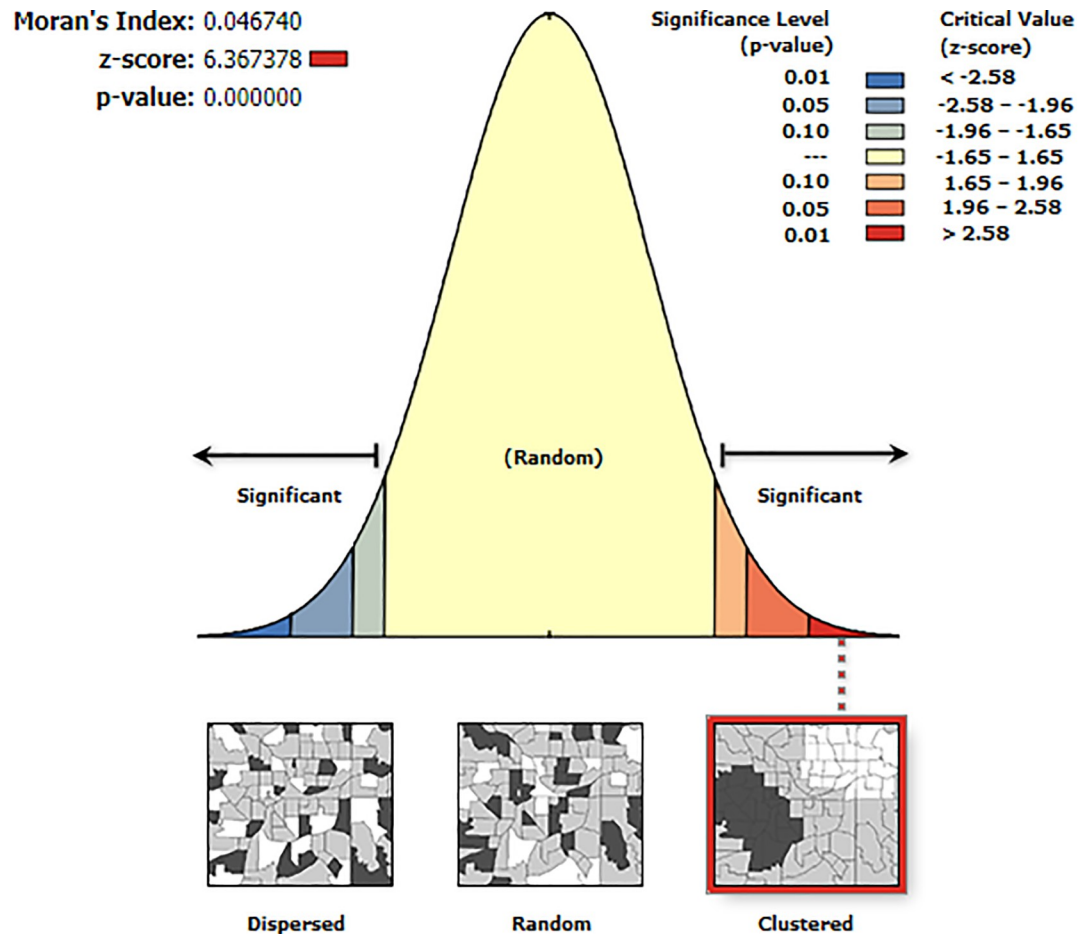 Moran's Index: 0.046740
z-score: 6.367378
p-value: 0.000000
Significance Level
(p-value)
Critical Value
(z-score)
0.01 < -2.58
0.05 -2.58 – -1.96
0.10 -1.96 – -1.65
--- -1.65 – 1.65
0.10 1.65 – 1.96
0.05 1.96 – 2.58
0.01 > 2.58
(Random)
Significant
Significant
Dispersed
Random
Clustered